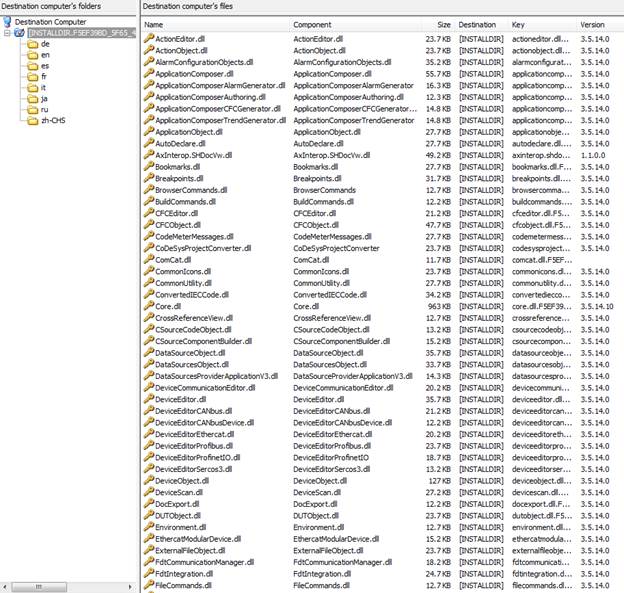 Destination computer's folders
Destination computer's files
Destination Computer
[INSTALLDIR.F5EF39BD_5F65_4
de
en
es
fr
it
ja
ru
zh-CHS
Name Component Size Destination Key Version
ActionEditor.dll ActionEditor.dll 23.7 KB [INSTALLDIR] actioneditor.dll... 3.5.14.0
ActionObject.dll ActionObject.dll 27.7 KB [INSTALLDIR] actionobject.dl... 3.5.14.0
AlarmConfigurationObjects.dll AlarmConfigurationObjects.dll 35.2 KB [INSTALLDIR] alarmconfigurat... 3.5.14.0
ApplicationComposer.dll ApplicationComposer.dll 55.7 KB [INSTALLDIR] applicationcomp... 3.5.14.0
ApplicationComposerAlarmGenerator.dll ApplicationComposerAlarmGenerator 16.3 KB [INSTALLDIR] applicationcomp... 3.5.14.0
ApplicationComposerAuthoring.dll ApplicationComposerAuthoring.dll 12.3 KB [INSTALLDIR] applicationcomp... 3.5.14.0
ApplicationComposerCFCGenerator.dll ApplicationComposerCFCGenerator.... 14.8 KB [INSTALLDIR] applicationcomp... 3.5.14.0
ApplicationComposerTrendGenerator.dll ApplicationComposerTrendGenerator 14.8 KB [INSTALLDIR] applicationcomp... 3.5.14.0
ApplicationObject.dll ApplicationObject.dll 27.7 KB [INSTALLDIR] applicationobje... 3.5.14.0
AutoDeclare.dll AutoDeclare.dll 27.7 KB [INSTALLDIR] autodeclare.dll... 3.5.14.0
AxInterop.SHDocVw.dll AxInterop.SHDocVw.dll 49.2 KB [INSTALLDIR] axinterop.shdo... 1.1.0.0
Bookmarks.dll Bookmarks.dll 27.7 KB [INSTALLDIR] bookmarks.dll.F... 3.5.14.0
Breakpoints.dll Breakpoints.dll 31.7 KB [INSTALLDIR] breakpoints.dll.... 3.5.14.0
BrowserCommands.dll BrowserCommands 12.7 KB [INSTALLDIR] browsercomma... 3.5.14.0
BuildCommands.dll BuildCommands.dll 12.2 KB [INSTALLDIR] buildcommands.... 3.5.14.0
CFCEditor.dll CFCEditor.dll 21.2 KB [INSTALLDIR] cfceditor.dll.F5... 3.5.14.0
CFCObject.dll CFCObject.dll 47.7 KB [INSTALLDIR] cfcobject.dll.F5... 3.5.14.0
CodeMeterMessages.dll CodeMeterMessages.dll 27.7 KB [INSTALLDIR] codemetermess... 3.5.14.0
CoDeSysProjectConverter.dll CoDeSysProjectConverter 23.7 KB [INSTALLDIR] codesysproject... 3.5.14.0
ComCat.dll ComCat.dll 11.7 KB [INSTALLDIR] comcat.dll.F5EF...
CommonIcons.dll CommonIcons.dll 23.7 KB [INSTALLDIR] commonicons.d... 3.5.14.0
CommonUtility.dll CommonUtility.dll 27.7 KB [INSTALLDIR] commonutility.d... 3.5.14.0
ConvertedIECCode.dll ConvertedIECCode.dll 34.2 KB [INSTALLDIR] convertedieccо... 3.5.14.0
Core.dll Core.dll 963 KB [INSTALLDIR] core.dll.F5EF39... 3.5.14.10
CrossReferenceView.dll CrossReferenceView.dll 12.7 KB [INSTALLDIR] crossreference... 3.5.14.0
CSourceCodeObject.dll CSourceCodeObject.dll 13.2 KB [INSTALLDIR] csourcecodeobj... 3.5.14.0
CSourceComponentBuilder.dll CSourceComponentBuilder.dll 15.2 KB [INSTALLDIR] csourcecompon... 3.5.14.0
DataSourceObject.dll DataSourceObject.dll 35.7 KB [INSTALLDIR] datasourceobje... 3.5.14.0
DataSourcesObject.dll DataSourcesObject.dll 33.7 KB [INSTALLDIR] datasourcesobj... 3.5.14.0
DataSourceProviderApplicationV3.dll DataSourceProviderApplicationV3.dll 14.3 KB [INSTALLDIR] datasourcespro... 3.5.14.0
DeviceCommunicationEditor.dll DeviceCommunicationEditor.dll 20.2 KB [INSTALLDIR] devicecommuni... 3.5.14.0
DeviceEditor.dll DeviceEditor.dll 35.7 KB [INSTALLDIR] deviceeditor.dll... 3.5.14.0
DeviceEditorCANbus.dll DeviceEditorCANbus.dll 21.2 KB [INSTALLDIR] deviceeditorcan... 3.5.14.0
DeviceEditorCANbusDevice.dll DeviceEditorCANbusDevice.dll 12.2 KB [INSTALLDIR] deviceeditorcan... 3.5.14.0
DeviceEditorEthercat.dll DeviceEditorEthercat.dll 20.2 KB [INSTALLDIR] deviceeditoreth... 3.5.14.0
DeviceEditorProfibus.dll DeviceEditorProfibus.dll 23.7 KB [INSTALLDIR] deviceeditorpro... 3.5.14.0
DeviceEditorProfinetIO.dll DeviceEditorProfinetIO 18.7 KB [INSTALLDIR] deviceeditorpro... 3.5.14.0
DeviceEditorSercos3.dll DeviceEditorSercos3.dll 13.2 KB [INSTALLDIR] deviceeditorser... 3.5.14.0
DeviceObject.dll DeviceObject.dll 127 KB [INSTALLDIR] deviceobject.dll... 3.5.14.0
DeviceScan.dll DeviceScan.dll 27.2 KB [INSTALLDIR] devicescan.dll.... 3.5.14.0
DocExport.dll DocExport.dll 12.2 KB [INSTALLDIR] docexport.dll.F... 3.5.14.0
DUTObject.dll DUTObject.dll 23.7 KB [INSTALLDIR] dutobject.dll.F5... 3.5.14.0
Environment.dll Environment.dll 12.7 KB [INSTALLDIR] environment.dll... 3.5.14.0
EthercatModularDevice.dll EthercatModularDevice.dll 15.2 KB [INSTALLDIR] ethercatmodula... 3.5.14.0
ExternalFileObject.dll ExternalFileObject.dll 23.7 KB [INSTALLDIR] externalfileobje... 3.5.14.0
FdtCommunicationManager.dll FdtCommunicationManager.dll 18.2 KB [INSTALLDIR] fdtcommunicati... 3.5.14.0
FdtIntegration.dll FdtIntegration.dll 24.7 KB [INSTALLDIR] fdtintegration.d... 3.5.14.0
FileCommands.dll FileCommands.dll 12.7 KB [INSTALLDIR] filecommands.dl... 3.5.14.0